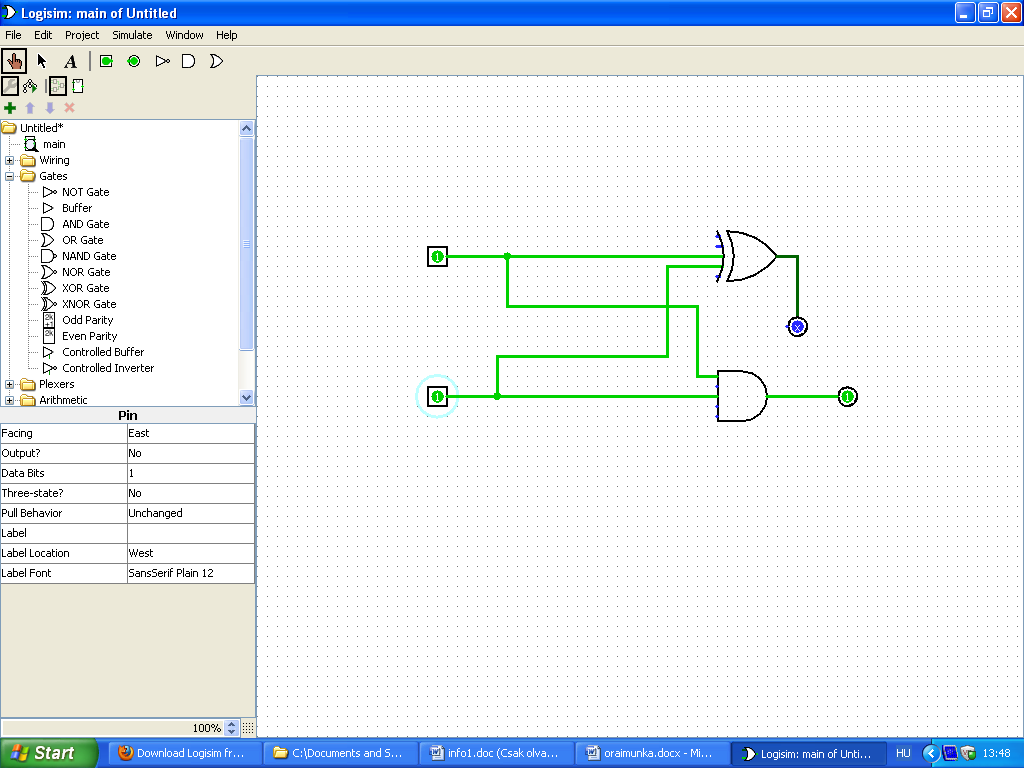 Logisim: main of Untitled
File Edit Project Simulate Window Help
A
Untitled*
main
Wiring
Gates
NOT Gate
Buffer
AND Gate
OR Gate
NAND Gate
NOR Gate
XOR Gate
XNOR Gate
Odd Parity
Even Parity
Controlled Buffer
Controlled Inverter
Plexers
Arithmetic
Pin
Facing East
Output? No
Data Bits 1
Three-state? No
Pull Behavior Unchanged
Label
Label Location West
Label Font SansSerif Plain 12
100%
1
x
1
1
Start
Download Logisim fr...
C:\Documents and S...
info1.doc (Csak olva...
oraimunka.docx - Mi...
Logisim: main of Unti...
HU
13:48